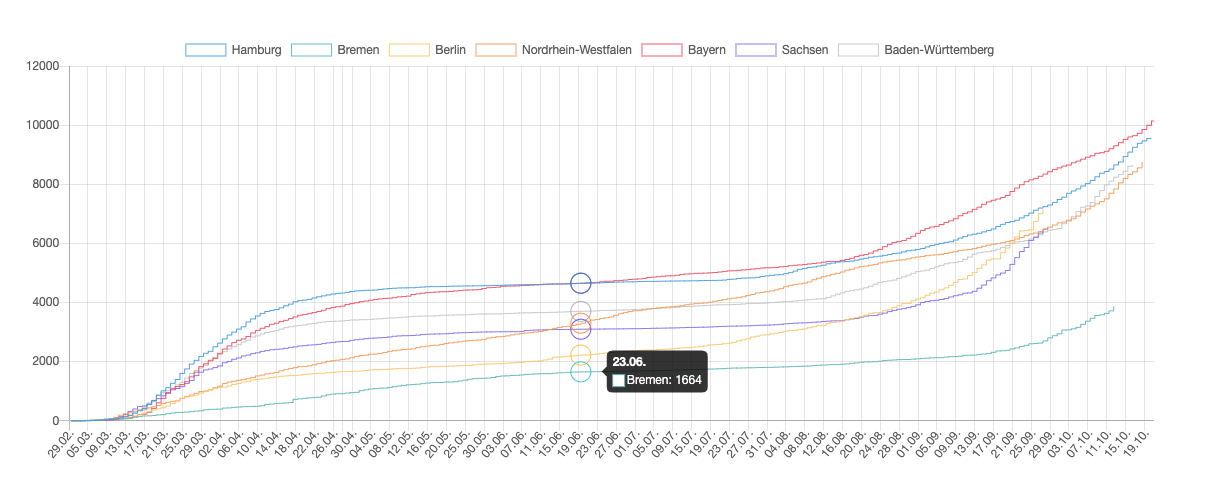 Hamburg Bremen Berlin Nordrhein-Westfalen Bayern Sachsen Baden-Württemberg
12000
10000
8000
6000
4000
2000
0
23.06.
Bremen: 1664
29.02. 05.03. 09.03. 13.03. 17.03. 21.03. 25.03. 29.03. 02.04. 06.04. 10.04. 14.04. 18.04. 22.04. 26.04. 30.04. 04.05. 08.05. 12.05. 16.05. 21.05. 25.05. 30.05. 03.06. 07.06. 11.06. 15.06. 19.06. 23.06. 27.06. 01.07. 05.07. 09.07. 15.07. 19.07. 23.07. 27.07. 31.07. 04.08. 08.08. 12.08. 16.08. 20.08. 24.08. 28.08. 01.09. 05.09. 09.09. 13.09. 17.09. 21.09. 25.09. 29.09. 03.10. 07.10. 11.10. 15.10. 19.10.